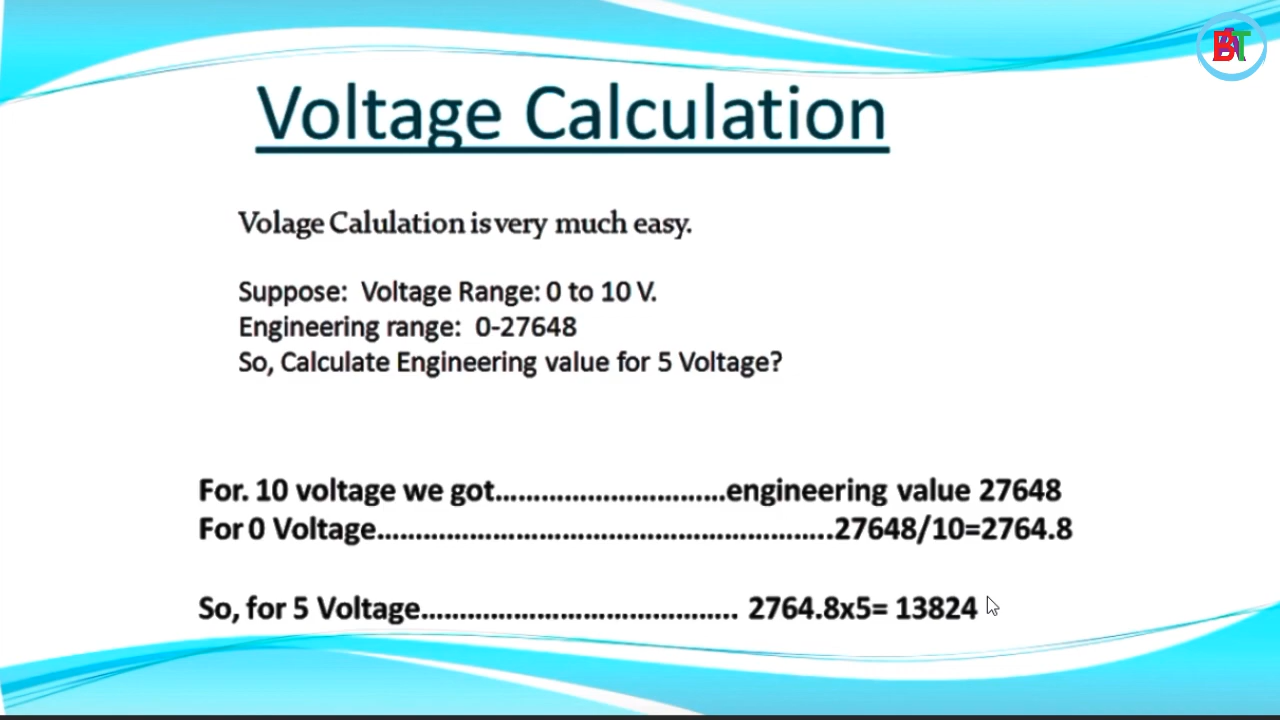 BAT
Voltage Calculation
Volage Calulation is very much easy.
Suppose: Voltage Range: 0 to 10 V.
Engineering range: 0-27648
So, Calculate Engineering value for 5 Voltage?
For. 10 voltage we got..............................engineering value 27648
For 0 Voltage............................................................27648/10=2764.8
So, for 5 Voltage......................................... 2764.8x5= 13824